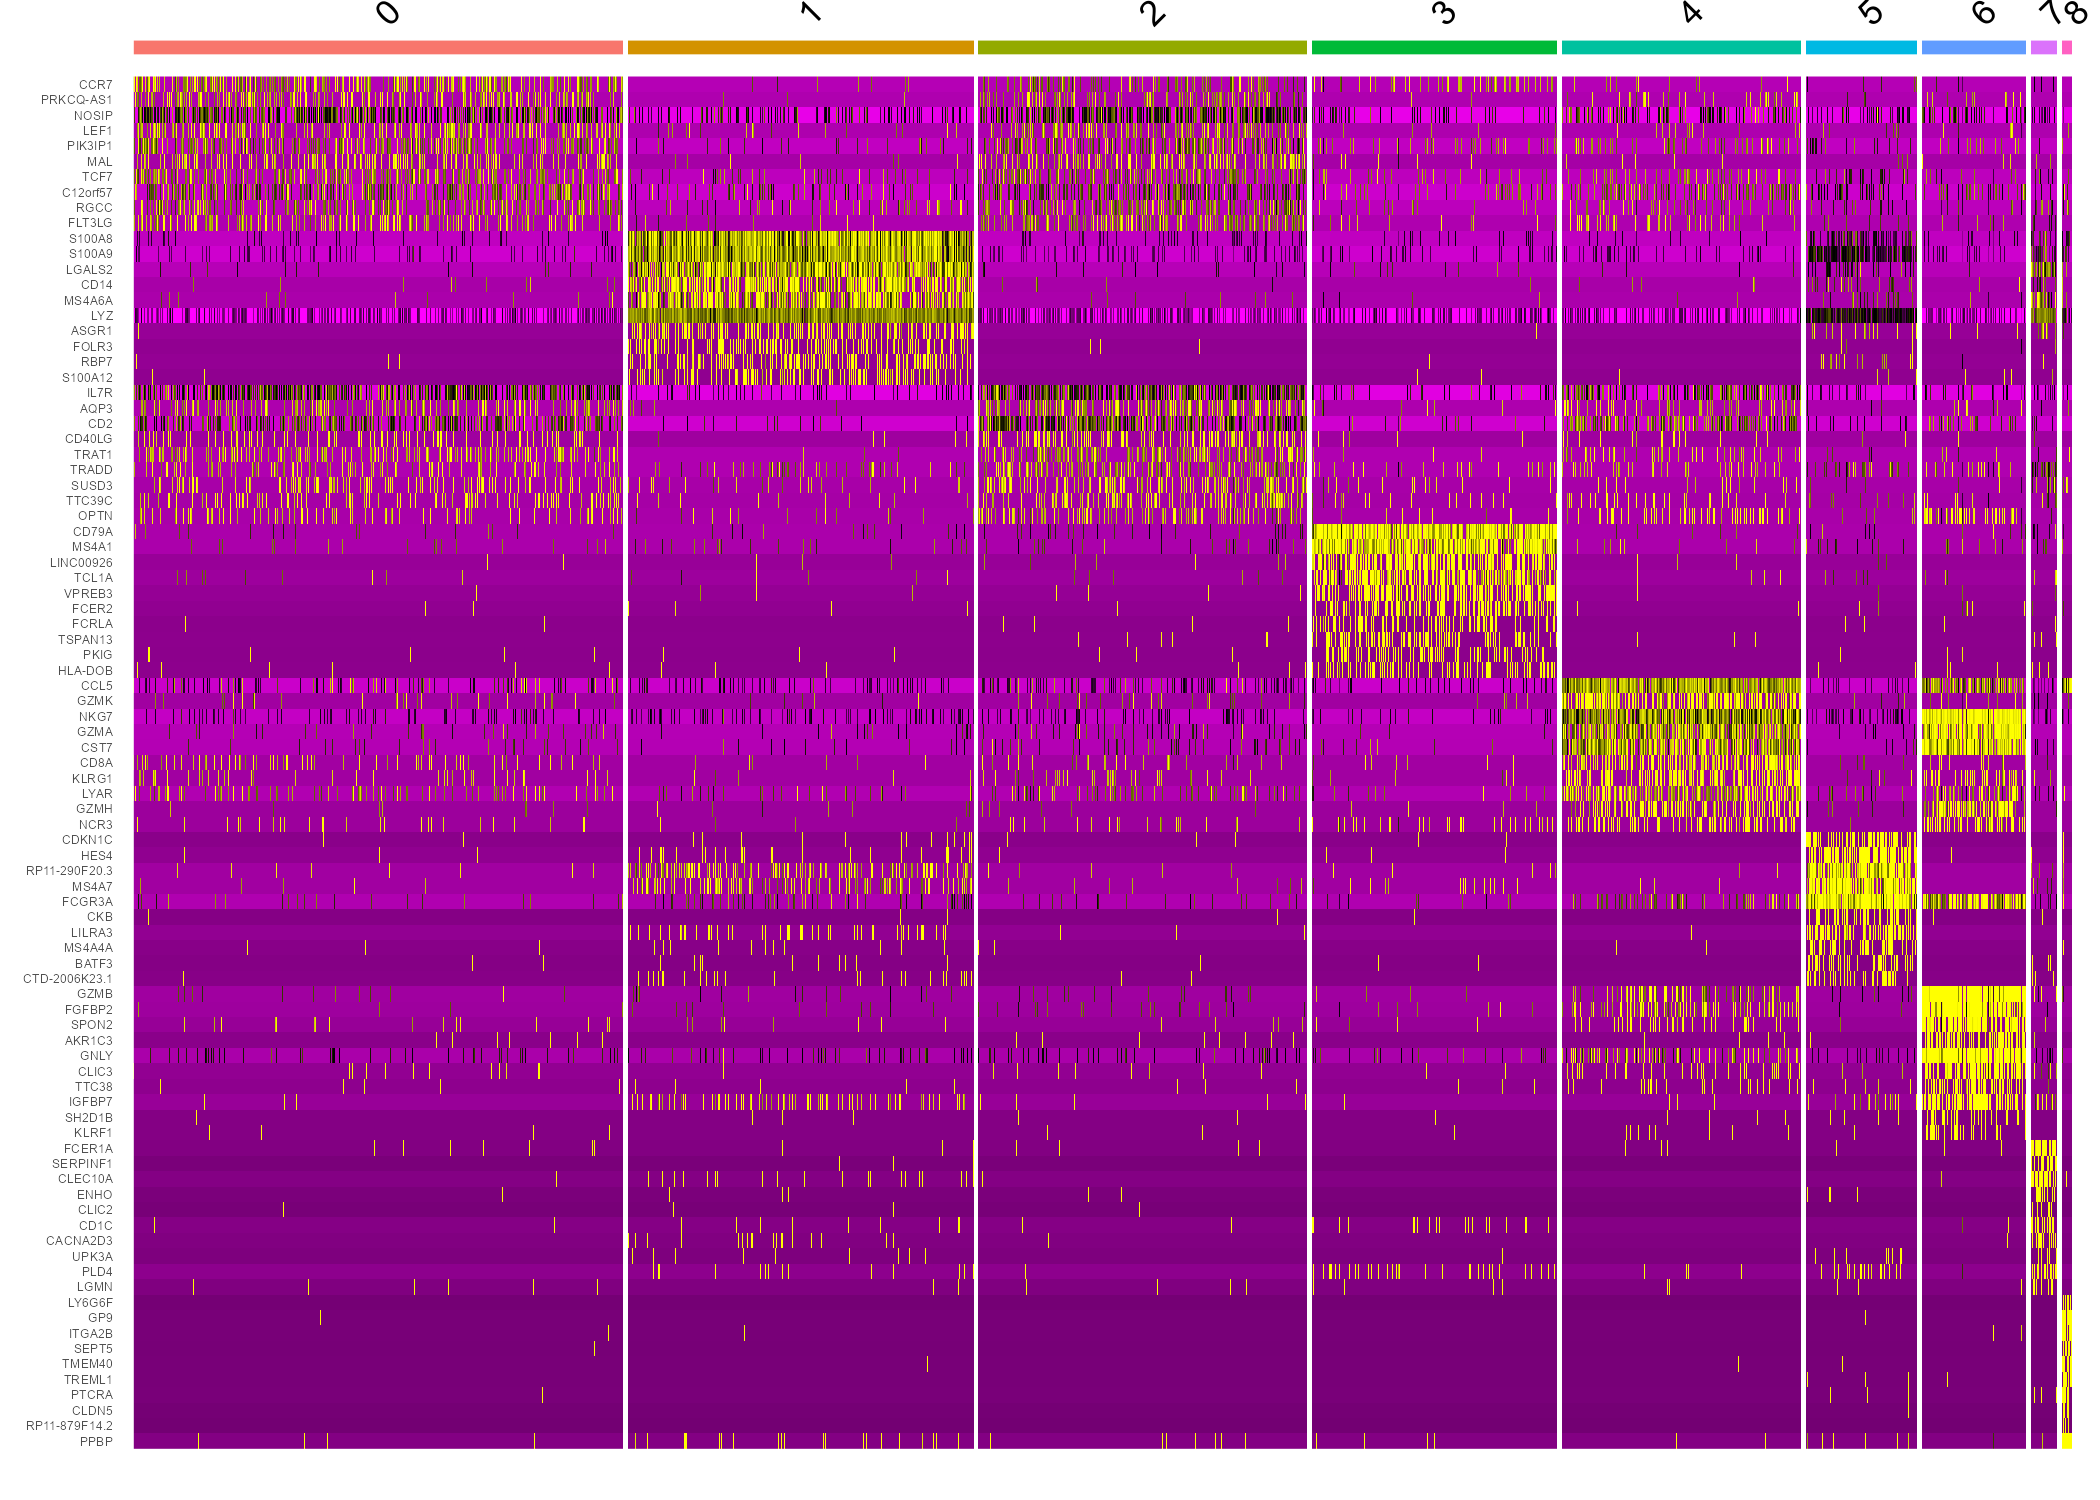 0 1 2 3 4 5 6 7 8
CCR7
PRKCQ-AS1
NOSIP
LEF1
PIK3IP1
MAL
TCF7
C12orf57
RGCC
FLT3LG
S100A8
S100A9
LGALS2
CD14
MS4A6A
LYZ
ASGR1
FOLR3
RBP7
S100A12
IL7R
AQP3
CD2
CD40LG
TRAT1
TRADD
SUSD3
TTC39C
OPTN
CD79A
MS4A1
LINC00926
TCL1A
VPREB3
FCER2
FCRLA
TSPAN13
PKIG
HLA-DOB
CCL5
GZMK
NKG7
GZMA
CST7
CD8A
KLRG1
LYAR
GZMH
NCR3
CDKN1C
HES4
RP11-290F20.3
MS4A7
FCGR3A
CKB
LILRA3
MS4A4A
BATF3
CTD-2006K23.1
GZMB
FGFBP2
SPON2
AKR1C3
GNLY
CLIC3
TTC38
IGFBP7
SH2D1B
KLRF1
FCER1A
SERPINF1
CLEC10A
ENHO
CLIC2
CD1C
CACNA2D3
UPK3A
PLD4
LGMN
LY6G6F
GP9
ITGA2B
SEPT5
TMEM40
TREML1
PTCRA
CLDN5
RP11-879F14.2
PPBP